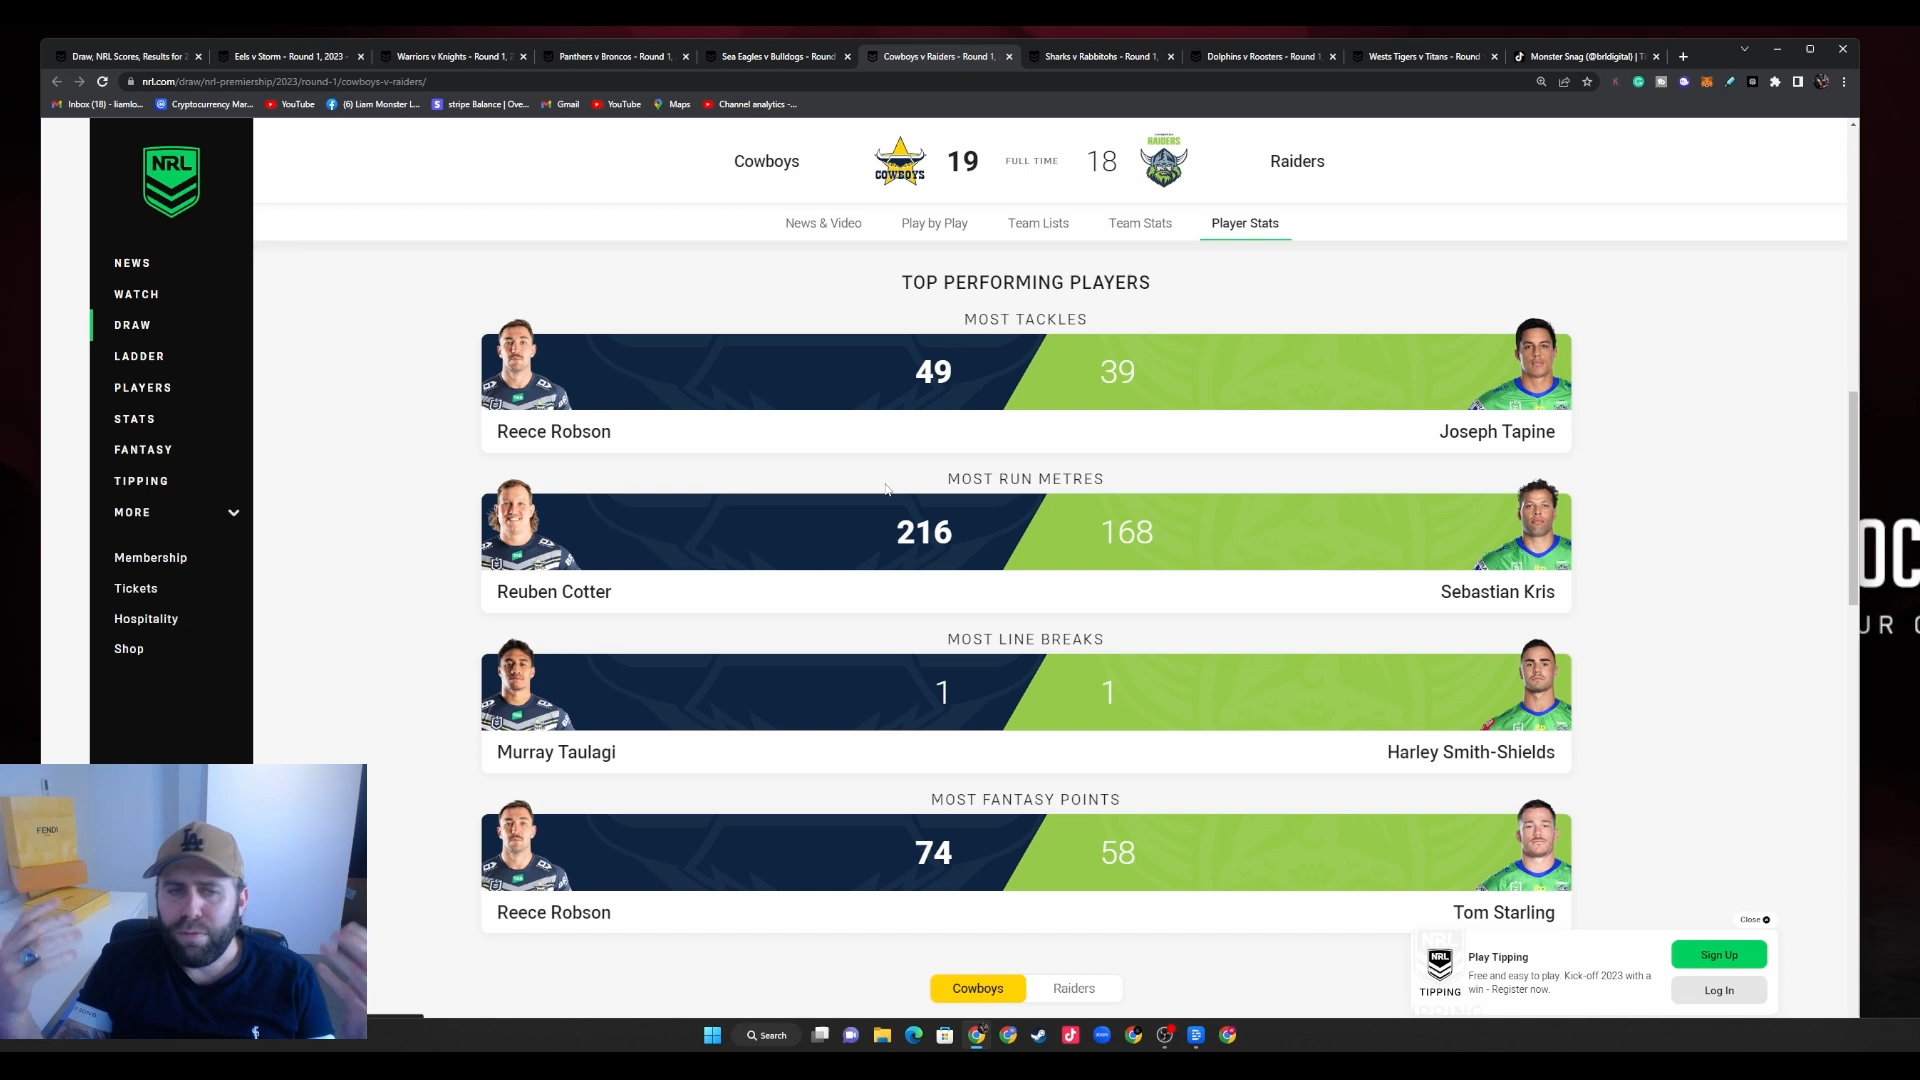 Draw, NRL Scores, Results for 2
Eels v Storm - Round 1, 2023 -
Warriors v Knights - Round 1, 2
Panthers v Broncos - Round 1,
Sea Eagles v Bulldogs - Round
Cowboys v Raiders - Round 1,
Sharks v Rabbitohs - Round 1,
Dolphins v Roosters - Round 1,
Wests Tigers v Titans - Round
Monster Snag (@brldigital) | Ti
nrl.com/draw/nrl-premiership/2023/round-1/cowboys-v-raiders/
Inbox (18) - liamlo...
Cryptocurrency Mar...
YouTube
(6) Liam Monster L...
stripe Balance | Ove...
Gmail
YouTube
Maps
Channel analytics -...
NRL
NEWS
WATCH
DRAW
LADDER
PLAYERS
STATS
FANTASY
TIPPING
MORE
Membership
Tickets
Hospitality
Shop
Cowboys
COWBOYS
19
FULL TIME
18
RAIDERS
Raiders
News & Video
Play by Play
Team Lists
Team Stats
Player Stats
TOP PERFORMING PLAYERS
MOST TACKLES
49 39
Reece Robson Joseph Tapine
MOST RUN METRES
216 168
Reuben Cotter Sebastian Kris
MOST LINE BREAKS
1 1
Murray Taulagi Harley Smith-Shields
MOST FANTASY POINTS
74 58
Reece Robson Tom Starling
Cowboys Raiders
Close
NRL
TIPPING
Play Tipping
Free and easy to play. Kick-off 2023 with a
win - Register now.
Sign Up
Log In
OC
UR
FENDI
LA
Search